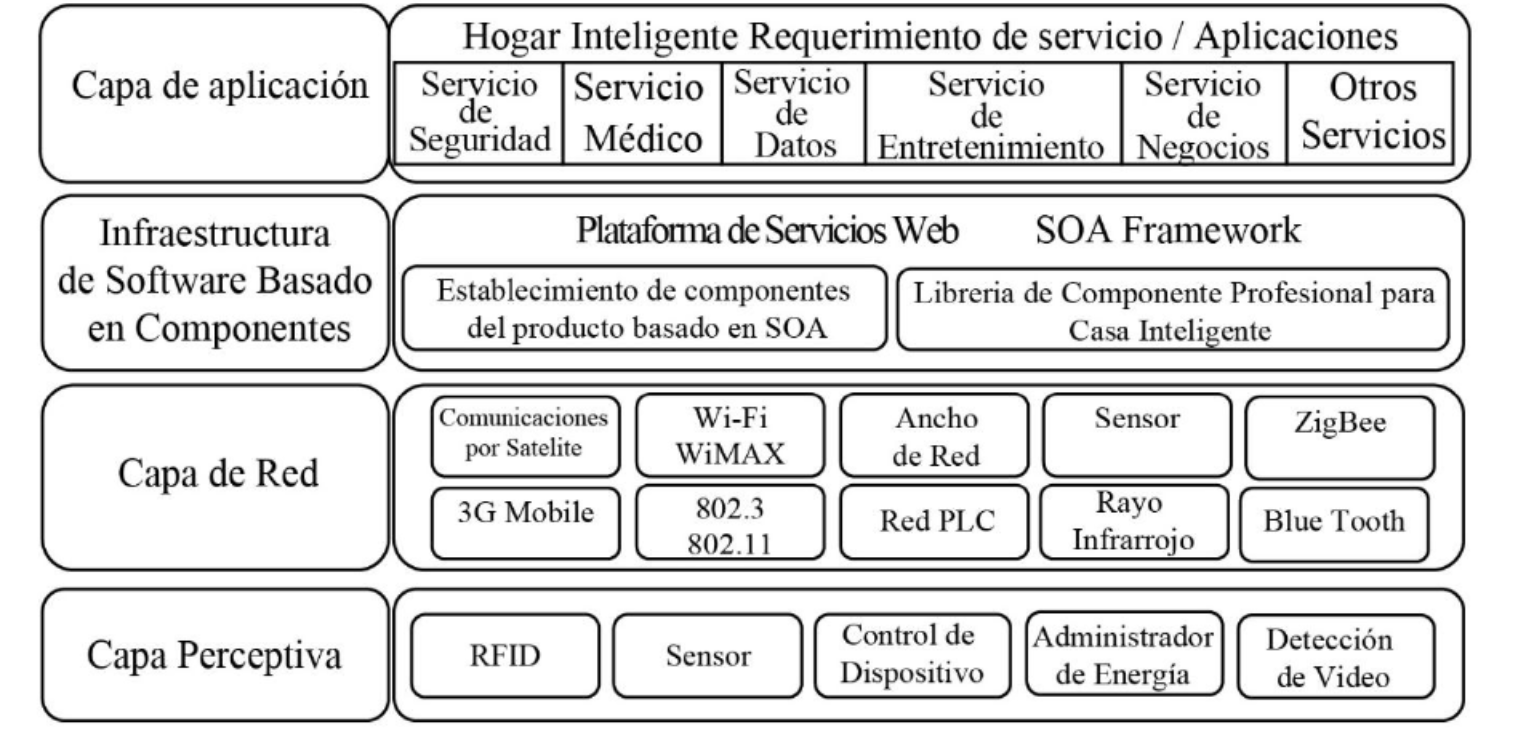 Capa de aplicación
Hogar Inteligente Requerimiento de servicio / Aplicaciones
Servicio
de
Seguridad
Servicio
Médico
Servicio
de
Datos
Servicio
de
Entretenimiento
Servicio
de
Negocios
Otros
Servicios
Infraestructura
de Software Basado
en Componentes
Plataforma de Servicios Web
SOA Framework
Establecimiento de componentes
del producto basado en SOA
Libreria de Componente Profesional para
Casa Inteligente
Capa de Red
Comunicaciones
por Satelite
Wi-Fi
WiMAX
Ancho
de Red
Sensor
ZigBee
3G Mobile
802.3
802.11
Red PLC
Rayo
Infrarrojo
Blue Tooth
Capa Perceptiva
RFID
Sensor
Control de
Dispositivo
Administrador
de Energía
Detección
de Video